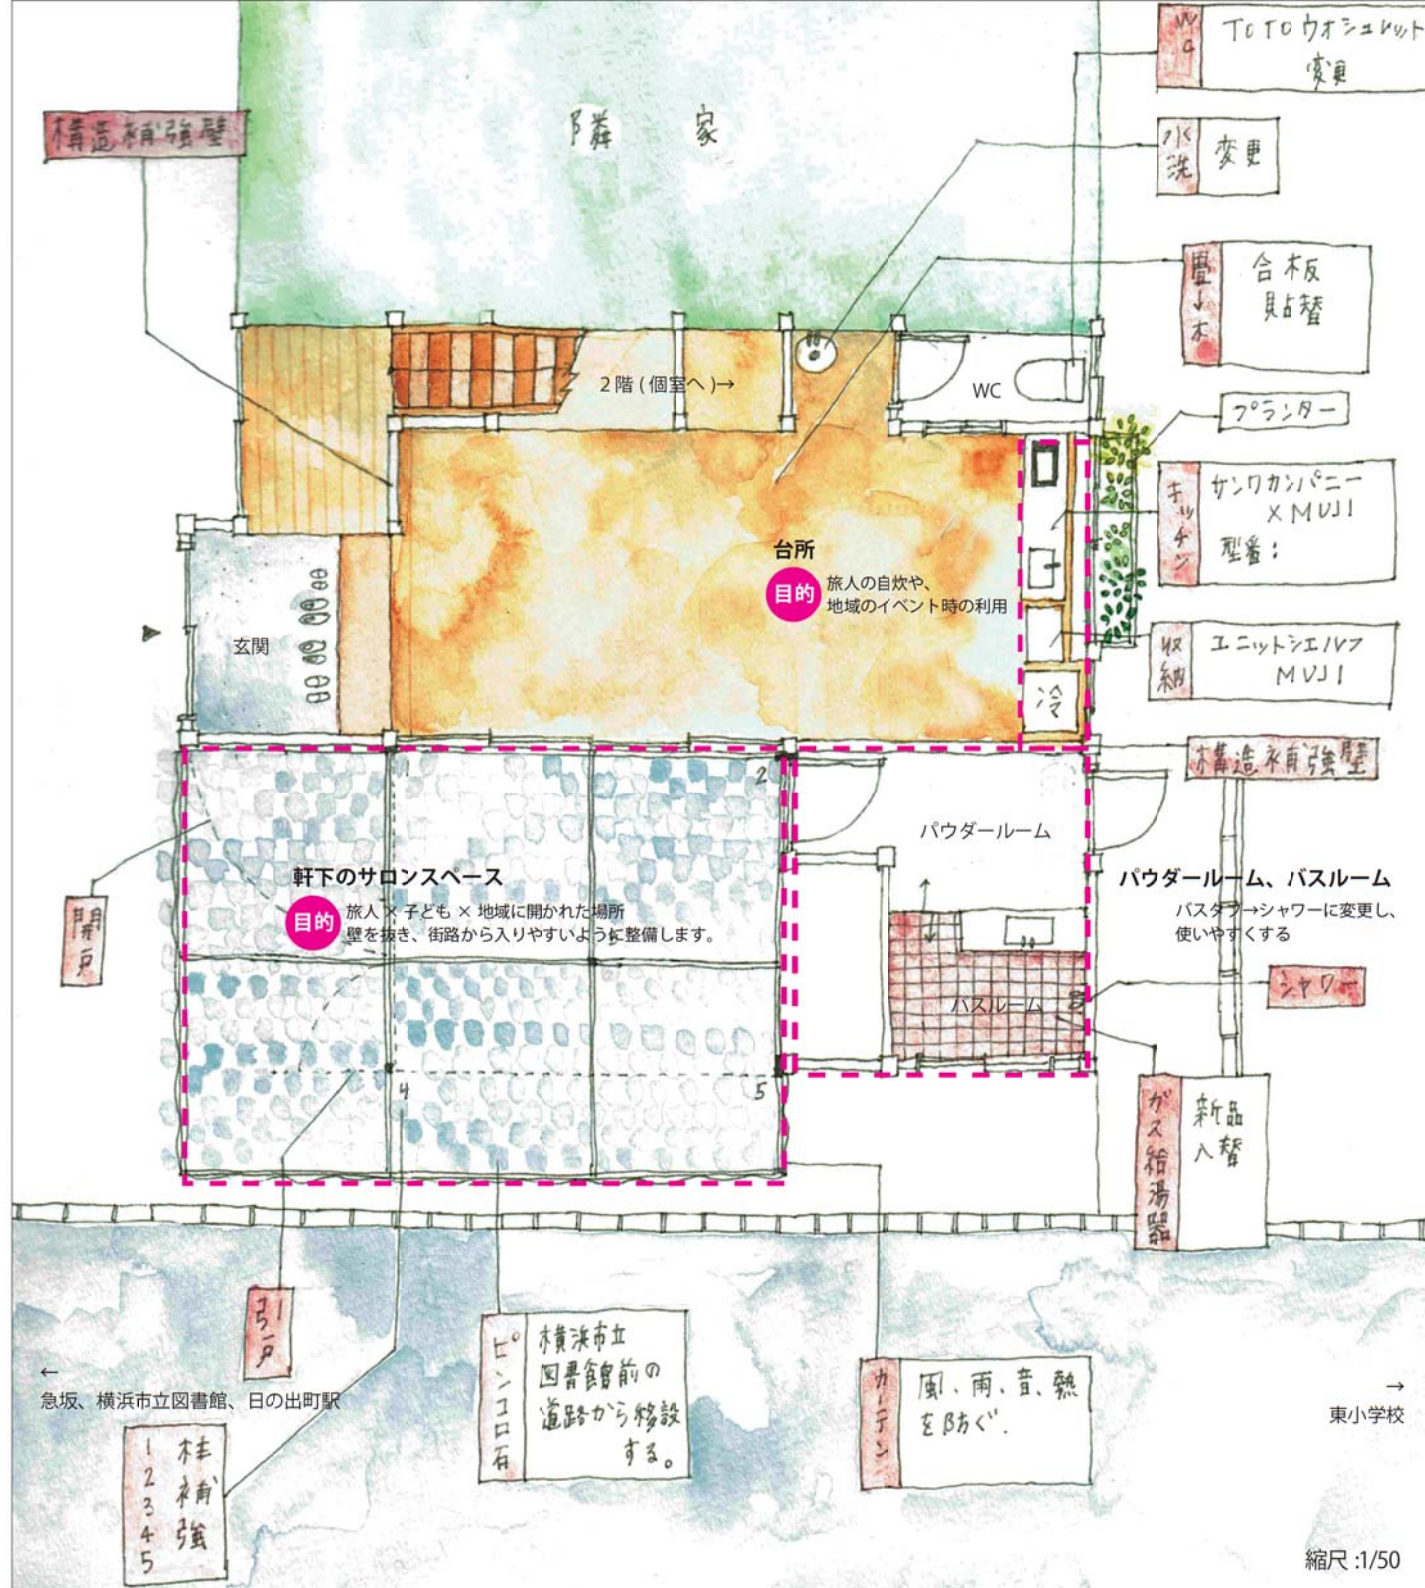 WC
TOTOウオシュレット
変更
構造補強壁
隣家
水洗
変更
畳→木
合板
貼替
2階(個室へ)→
WC
プランター
キッチン
サンワカンパニー
×MUJI
型番:
台所
目的
旅人の自炊や、
地域のイベント時の利用
玄関
収納
ユニットシェルフ
MUJI
冷
構造補強壁
1
2
パウダールーム
軒下のサロンスペース
目的
旅人 × 子ども × 地域に開かれた場所
壁を抜き、街路から入りやすいように整備します。
パウダールーム、バスルーム
バスタブ→シャワーに変更し、
使いやすくする
開戸
シャワー
バスルーム
4
5
ガス給湯器
新品
入替
引戸
ピンコロ石
横浜市立
図書館前の
道路から移設
する。
カーテン
風、雨、音、熱
を防ぐ.
←
急坂、横浜市立図書館、日の出町駅
→
東小学校
1
2
3
4
5
柱補強
縮尺:1/50